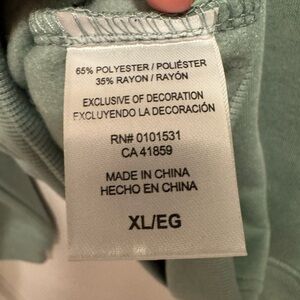 65% POLYESTER / POLIÉSTER
35% RAYON / RAYÓN
EXCLUSIVE OF DECORATION
EXCLUYENDO LA DECORACIÓN
RN# 0101531
CA 41859
MADE IN CHINA
HECHO EN CHINA
XL/EG